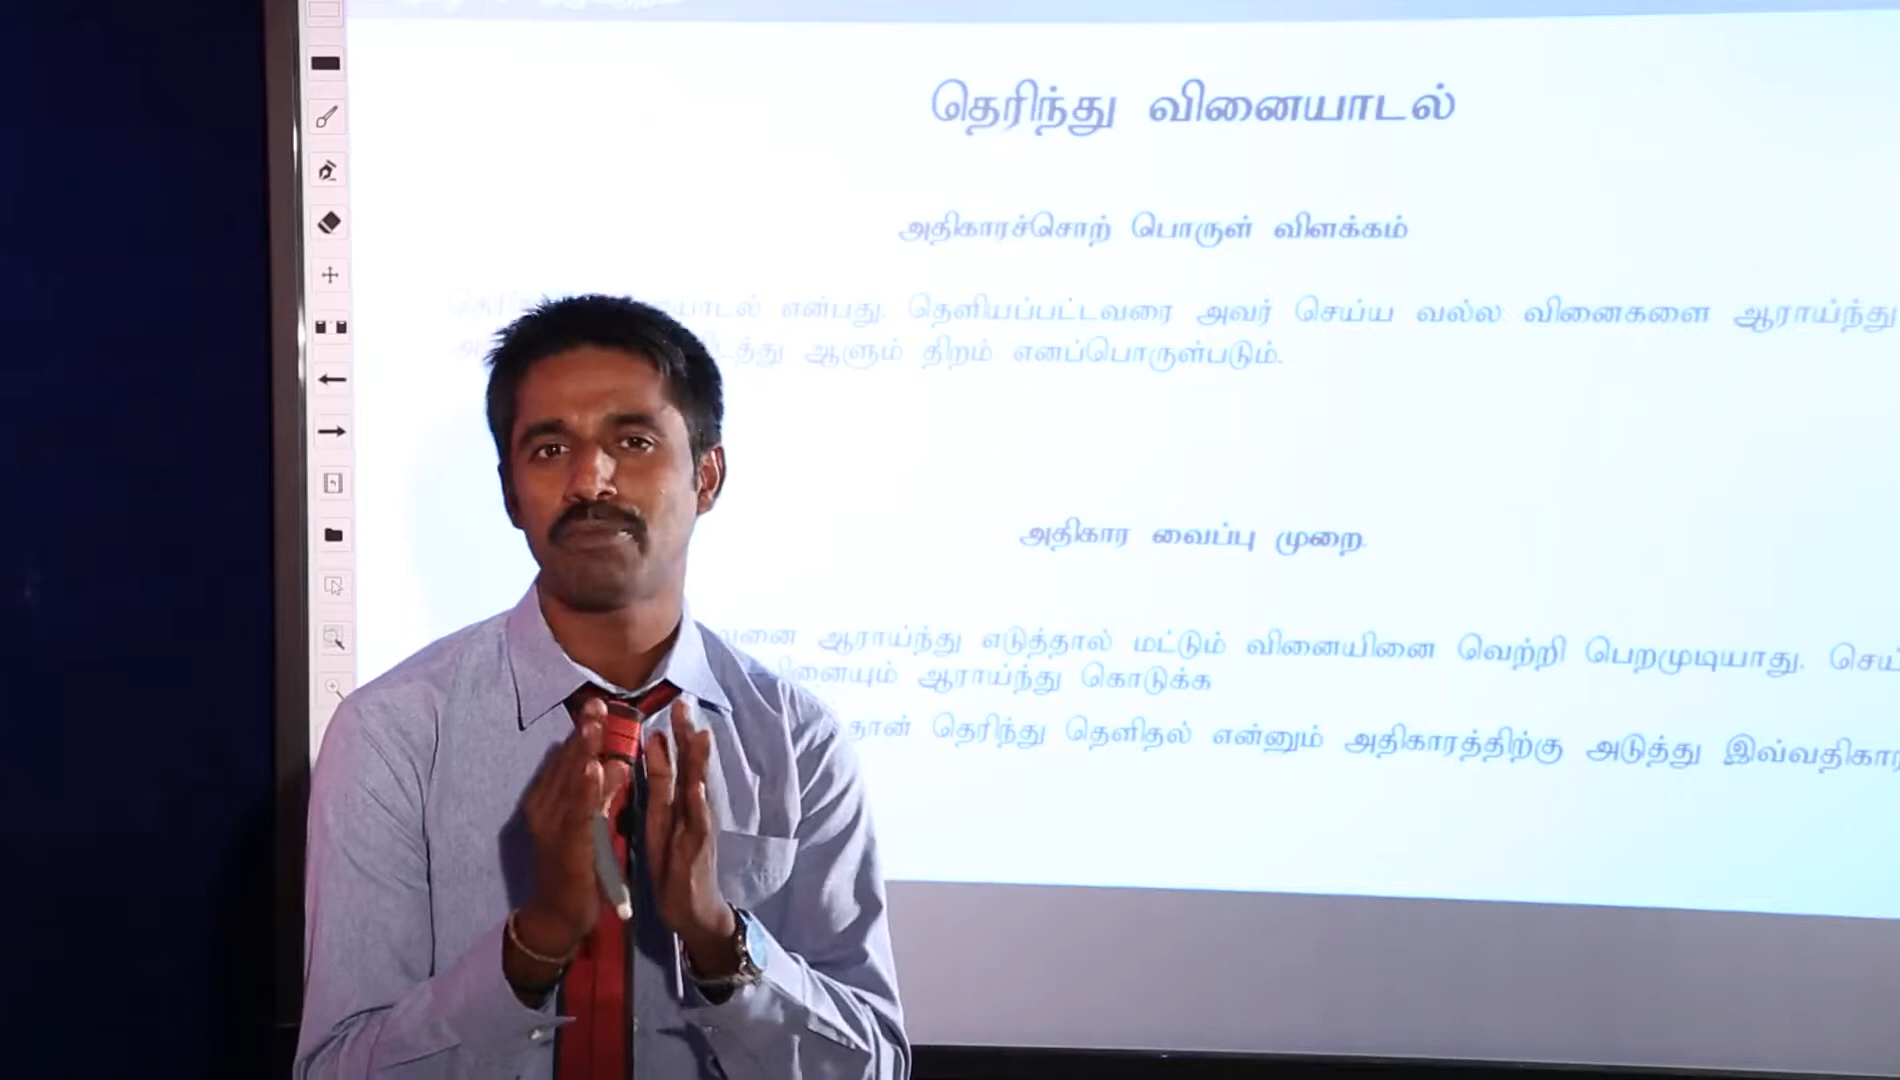 தெரிந்து வினையாடல்
அதிகாரச்சொற் பொருள் விளக்கம்
என்பது. தெளியப்பட்டவரை அவர் செய்ய வல்ல வினைகளை ஆராய்ந்து
ஆளும் திறம் எனப்பொருள்படும்.
அதிகார வைப்பு முறை.
ஆராய்ந்து எடுத்தால் மட்டும் வினையினை வெற்றி பெறமுடியாது.
ஆராய்ந்து கொடுக்க
தான் தெரிந்து தெளிதல் என்னும் அதிகாரத்திற்கு அடுத்து